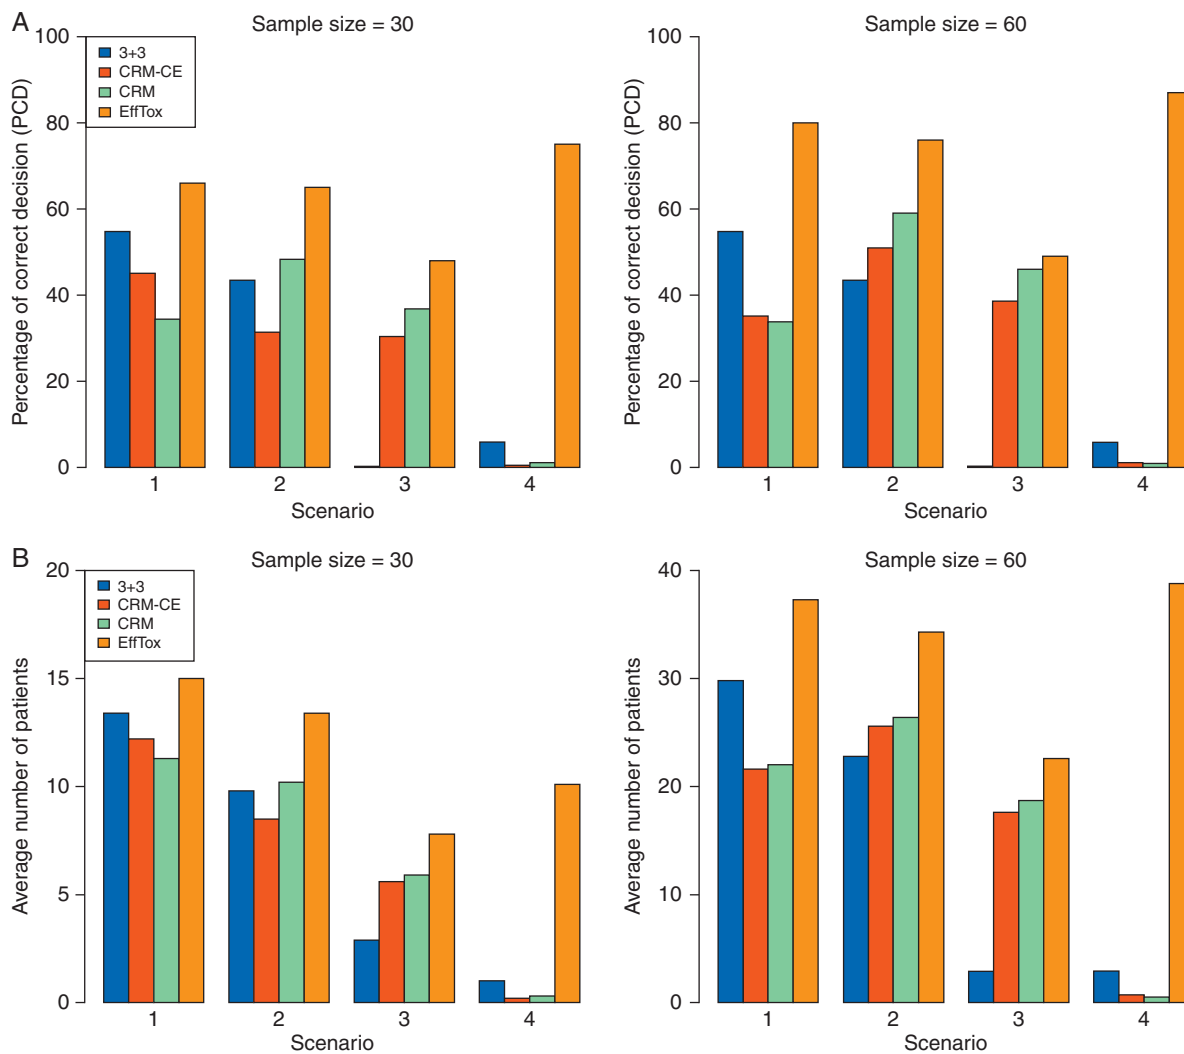 A
Sample size = 30
Percentage of correct decision (PCD)
100
80
60
40
20
0
3+3
CRM-CE
CRM
EffTox
1 2 3 4
Scenario
Sample size = 60
Percentage of correct decision (PCD)
100
80
60
40
20
0
1 2 3 4
Scenario
B
Sample size = 30
Average number of patients
20
15
10
5
0
3+3
CRM-CE
CRM
EffTox
1 2 3 4
Scenario
Sample size = 60
Average number of patients
40
30
20
10
0
1 2 3 4
Scenario